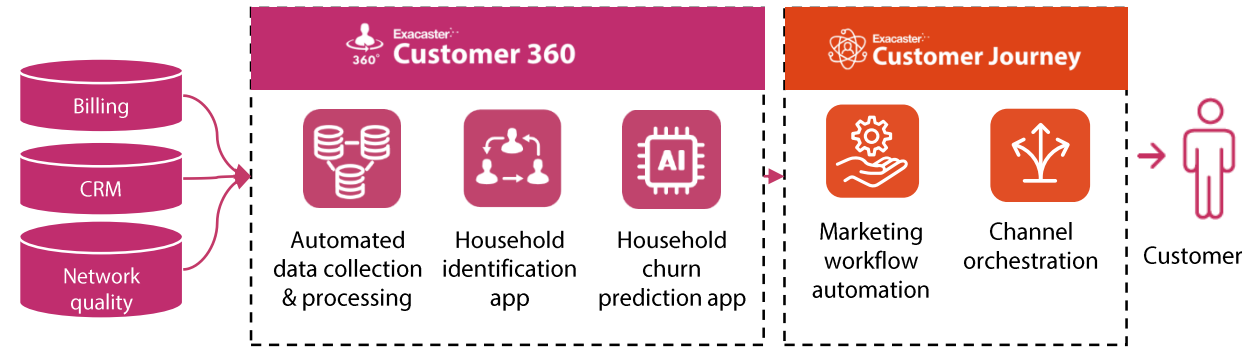 Billing
CRM
Network
quality
360°
Exacaster
Customer 360
Automated
data collection
& processing
Household
identification
app
AI
Household
churn
prediction app
Exacaster
Customer Journey
Marketing
workflow
automation
Channel
orchestration
Customer